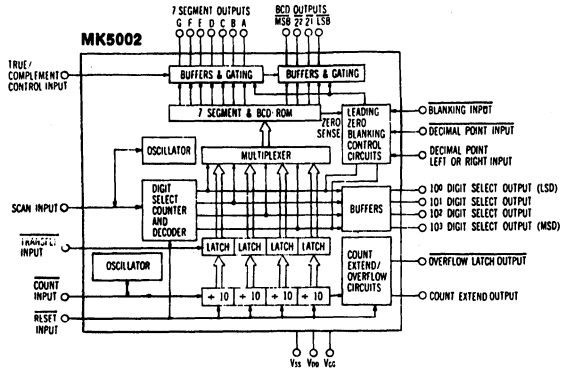 7 SEGMENT OUTPUTS
G F E D C B A
BCD OUTPUTS
MSB 2² 2¹ LSB
MK5002
TRUE/
COMPLEMENT
CONTROL INPUT
BUFFERS & GATING
BUFFERS & GATING
7 SEGMENT & BCD-ROM
ZERO
SENSE
LEADING
ZERO
BLANKING
CONTROL
CIRCUITS
BLANKING INPUT
DECIMAL POINT INPUT
DECIMAL POINT
LEFT OR RIGHT INPUT
OSCILLATOR
MULTIPLEXER
SCAN INPUT
DIGIT
SELECT
COUNTER
AND
DECODER
BUFFERS
10⁰ DIGIT SELECT OUTPUT (LSD)
10¹ DIGIT SELECT OUTPUT
10² DIGIT SELECT OUTPUT
10³ DIGIT SELECT OUTPUT (MSD)
INPUT
LATCH LATCH LATCH LATCH
OSCILLATOR
COUNT
INPUT
÷ 10 ÷ 10 ÷ 10 ÷ 10
COUNT
EXTEND/
OVERFLOW
CIRCUITS
OVERFLOW LATCH OUTPUT
COUNT EXTEND OUTPUT
RESET
INPUT
VSS VDD VGG